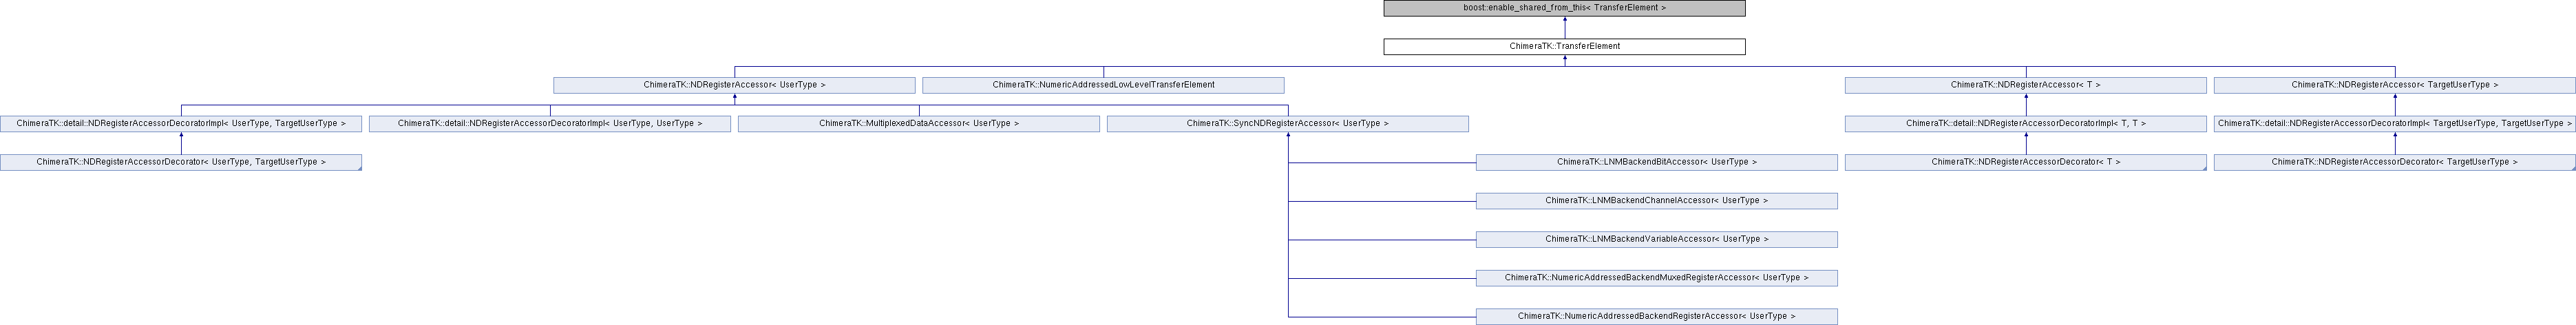 boost::enable_shared_from_this< TransferElement >
ChimeraTK::TransferElement
ChimeraTK::NDRegisterAccessor< UserType >
ChimeraTK::NumericAddressedLowLevelTransferElement
ChimeraTK::NDRegisterAccessor< T >
ChimeraTK::NDRegisterAccessor< TargetUserType >
ChimeraTK::detail::NDRegisterAccessorDecoratorImpl< UserType, TargetUserType >
ChimeraTK::detail::NDRegisterAccessorDecoratorImpl< UserType, UserType >
ChimeraTK::MultiplexedDataAccessor< UserType >
ChimeraTK::SyncNDRegisterAccessor< UserType >
ChimeraTK::detail::NDRegisterAccessorDecoratorImpl< T, T >
ChimeraTK::detail::NDRegisterAccessorDecoratorImpl< TargetUserType, TargetUserType >
ChimeraTK::NDRegisterAccessorDecorator< UserType, TargetUserType >
ChimeraTK::LNMBackendBitAccessor< UserType >
ChimeraTK::NDRegisterAccessorDecorator< T >
ChimeraTK::NDRegisterAccessorDecorator< TargetUserType >
ChimeraTK::LNMBackendChannelAccessor< UserType >
ChimeraTK::LNMBackendVariableAccessor< UserType >
ChimeraTK::NumericAddressedBackendMuxedRegisterAccessor< UserType >
ChimeraTK::NumericAddressedBackendRegisterAccessor< UserType >